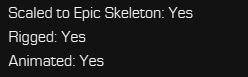 Scaled to Epic Skeleton: Yes
Rigged: Yes
Animated: Yes